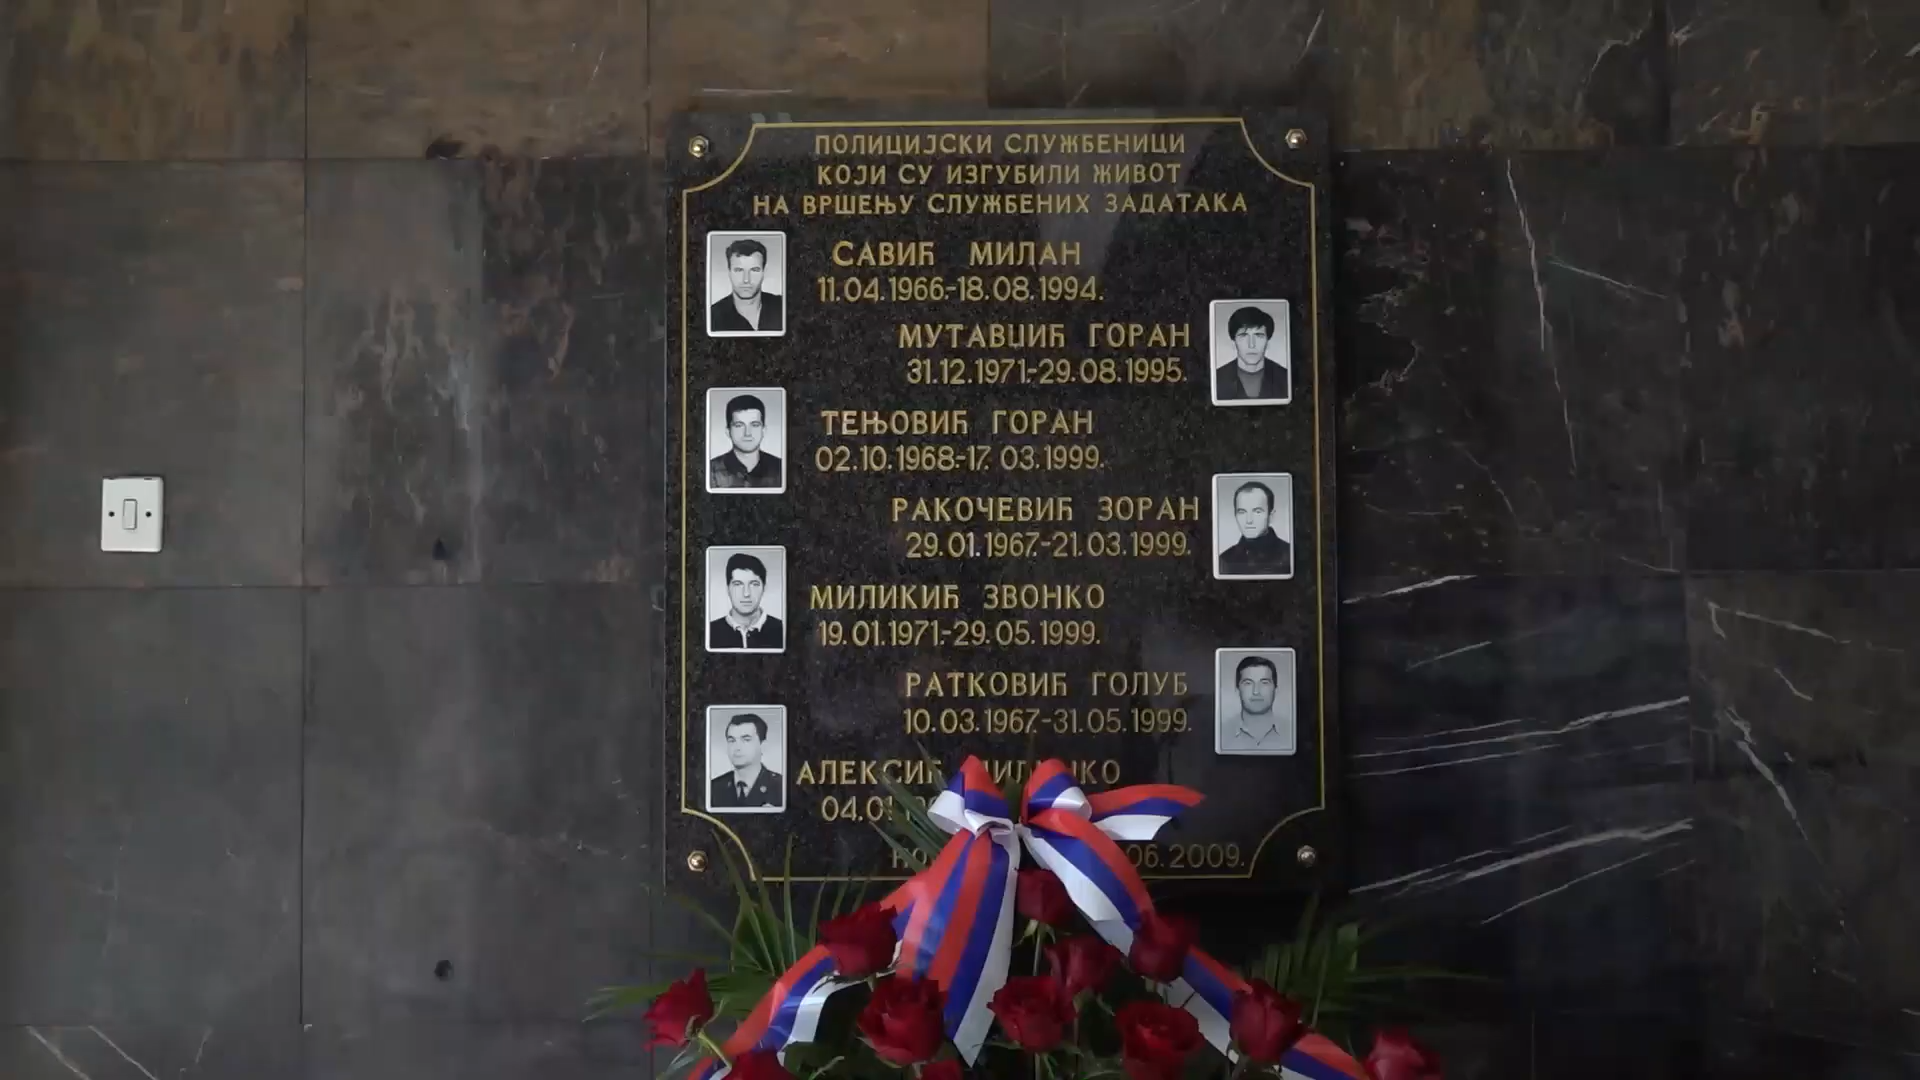 ПОЛИЦИЈСКИ СЛУЖБЕНИЦИ
КОЈИ СУ ИЗГУБИЛИ ЖИВОТ
НА ВРШЕЊУ СЛУЖБЕНИХ ЗАДАТАКА
САВИЋ МИЛАН
11.04.1966.-18.08.1994.
МУТАВЏИЋ ГОРАН
31.12.1971.-29.08.1995.
ТЕЊОВИЋ ГОРАН
02.10.1968.-17.03.1999.
РАКОЧЕВИЋ ЗОРАН
29.01.1967.-21.03.1999.
МИЛИКИЋ ЗВОНКО
19.01.1971.-29.05.1999.
РАТКОВИЋ ГОЛУБ
10.03.1967.-31.05.1999.
АЛЕКСИЋ
06.2009.